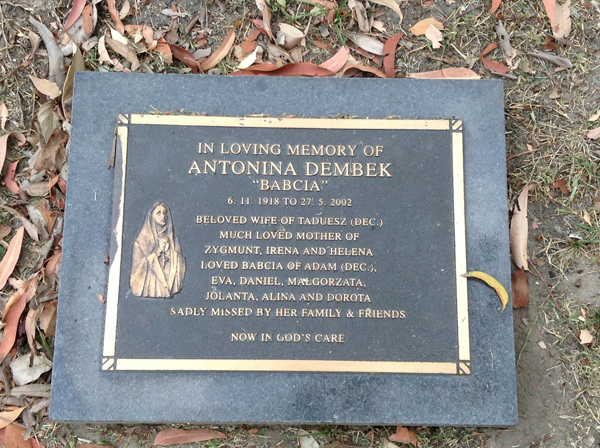 IN LOVING MEMORY OF
ANTONINA DEMBEK
"BABCIA"
6. 11. 1918 TO 27. 5. 2002
BELOVED WIFE OF TADUESZ (DEC.)
MUCH LOVED MOTHER OF
ZYGMUNT, IRENA AND HELENA
LOVED BABCIA OF ADAM (DEC.),
EVA, DANIEL, MALGORZATA,
JOLANTA, ALINA AND DOROTA
SADLY MISSED BY HER FAMILY & FRIENDS
NOW IN GOD'S CARE